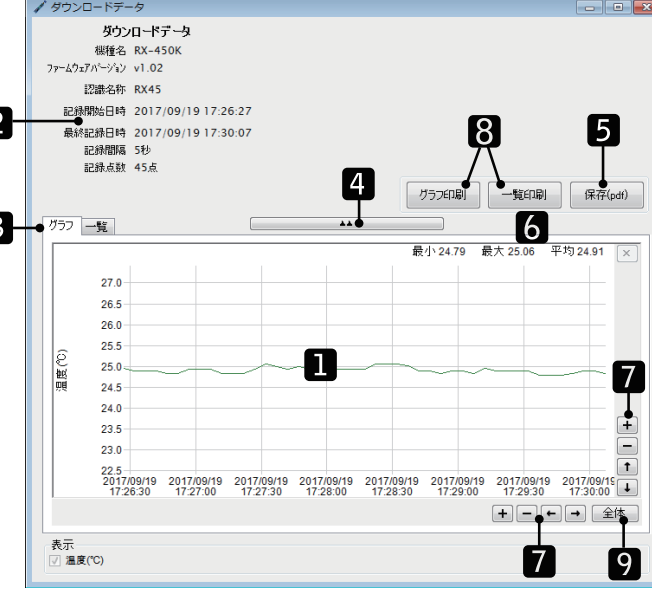 ダウンロードデータ
ダウンロードデータ
機種名 RX-450K
ファームウェアバージョン v1.02
認識名称 RX45
2
記録開始日時 2017/09/19 17:26:27
最終記録日時 2017/09/19 17:30:07
記録間隔 5秒
記録点数 45点
8
5
4
グラフ印刷 一覧印刷 保存(pdf)
6
3
グラフ 一覧
最小 24.79 最大 25.06 平均 24.91
27.0
26.5
26.0
25.5
25.0
24.5
24.0
23.5
23.0
22.5
温度(℃)
1
7
2017/09/19 2017/09/19 2017/09/19 2017/09/19 2017/09/19 2017/09/19 2017/09/19 2017/09/19
17:26:30 17:27:00 17:27:30 17:28:00 17:28:30 17:29:00 17:29:30 17:30:00
+
−
↑
↓
+ − ← → 全体
7
9
表示
温度(℃)